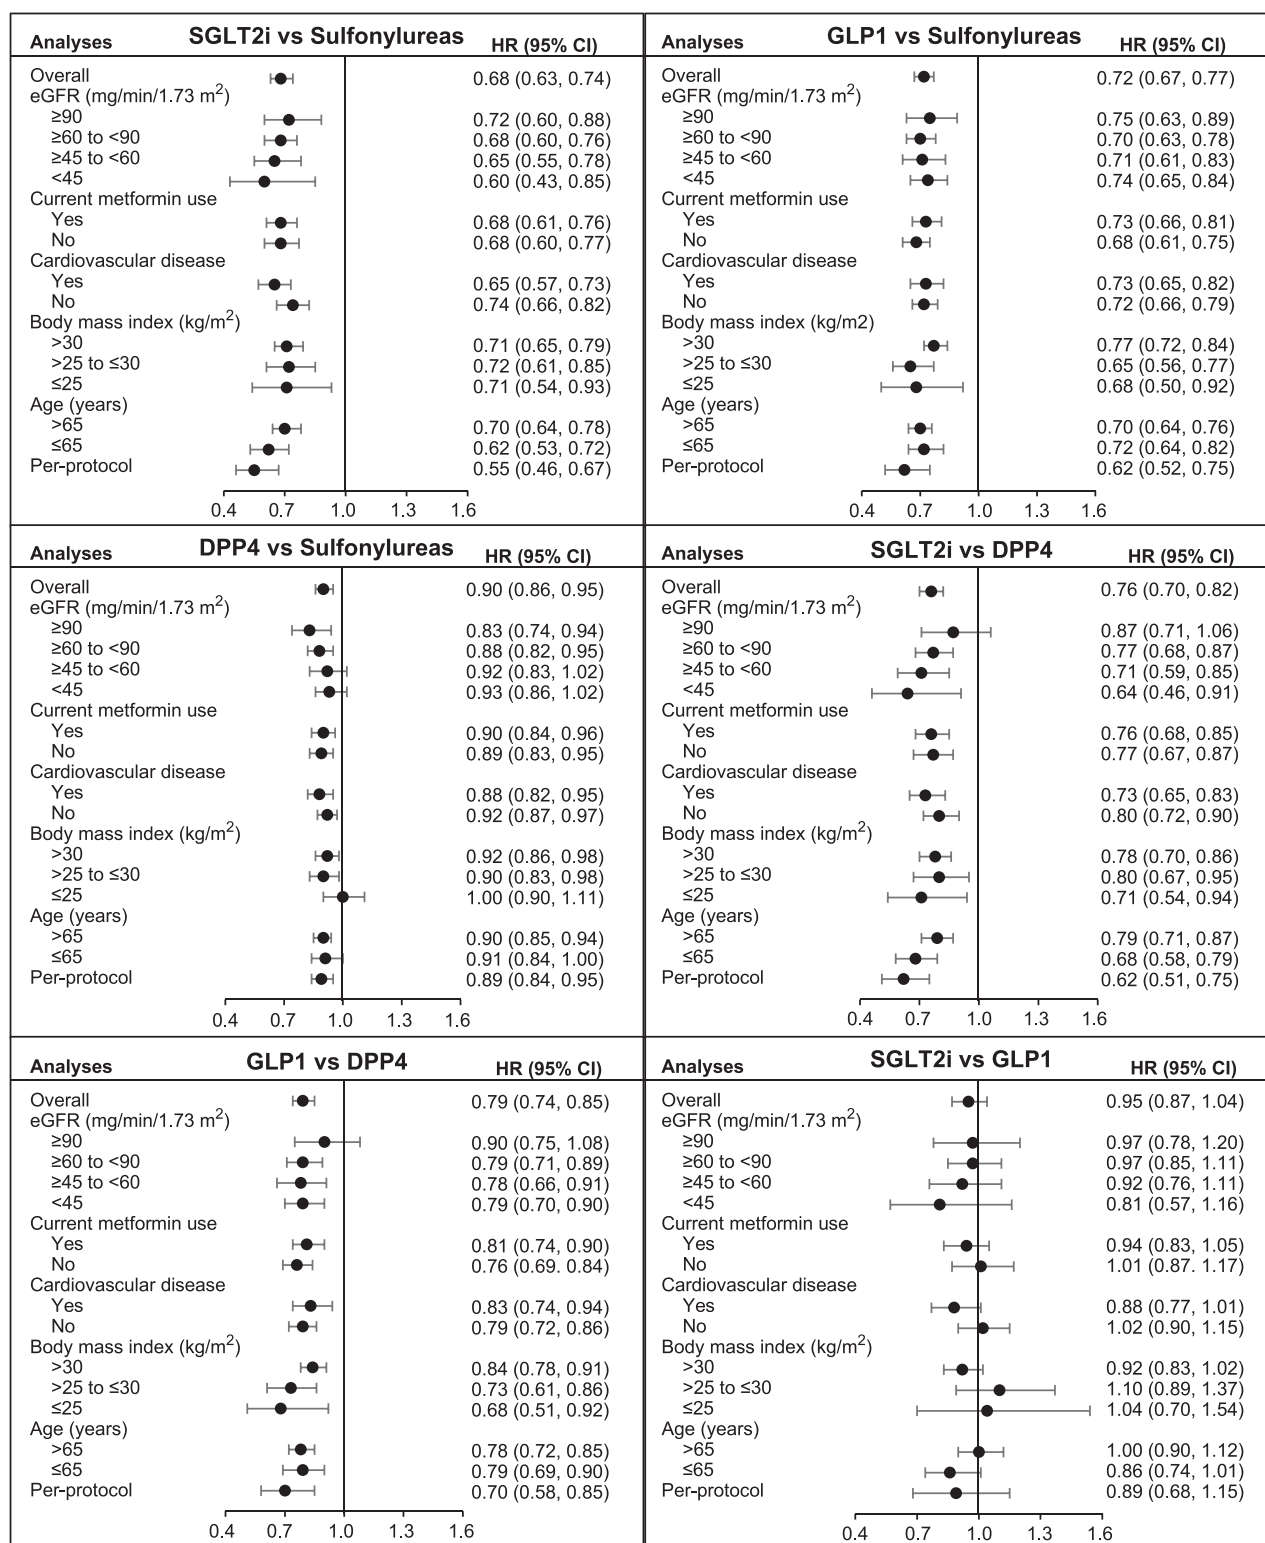 Analyses SGLT2i vs Sulfonylureas HR (95% CI)
Overall 0.68 (0.63, 0.74)
eGFR (mg/min/1.73 m²)
≥90 0.72 (0.60, 0.88)
≥60 to <90 0.68 (0.60, 0.76)
≥45 to <60 0.65 (0.55, 0.78)
<45 0.60 (0.43, 0.85)
Current metformin use
Yes 0.68 (0.61, 0.76)
No 0.68 (0.60, 0.77)
Cardiovascular disease
Yes 0.65 (0.57, 0.73)
No 0.74 (0.66, 0.82)
Body mass index (kg/m²)
>30 0.71 (0.65, 0.79)
>25 to ≤30 0.72 (0.61, 0.85)
≤25 0.71 (0.54, 0.93)
Age (years)
>65 0.70 (0.64, 0.78)
≤65 0.62 (0.53, 0.72)
Per-protocol 0.55 (0.46, 0.67)
0.4 0.7 1.0 1.3 1.6
Analyses GLP1 vs Sulfonylureas HR (95% CI)
Overall 0.72 (0.67, 0.77)
eGFR (mg/min/1.73 m²)
≥90 0.75 (0.63, 0.89)
≥60 to <90 0.70 (0.63, 0.78)
≥45 to <60 0.71 (0.61, 0.83)
<45 0.74 (0.65, 0.84)
Current metformin use
Yes 0.73 (0.66, 0.81)
No 0.68 (0.61, 0.75)
Cardiovascular disease
Yes 0.73 (0.65, 0.82)
No 0.72 (0.66, 0.79)
Body mass index (kg/m2)
>30 0.77 (0.72, 0.84)
>25 to ≤30 0.65 (0.56, 0.77)
≤25 0.68 (0.50, 0.92)
Age (years)
>65 0.70 (0.64, 0.76)
≤65 0.72 (0.64, 0.82)
Per-protocol 0.62 (0.52, 0.75)
0.4 0.7 1.0 1.3 1.6
Analyses DPP4 vs Sulfonylureas HR (95% CI)
Overall 0.90 (0.86, 0.95)
eGFR (mg/min/1.73 m²)
≥90 0.83 (0.74, 0.94)
≥60 to <90 0.88 (0.82, 0.95)
≥45 to <60 0.92 (0.83, 1.02)
<45 0.93 (0.86, 1.02)
Current metformin use
Yes 0.90 (0.84, 0.96)
No 0.89 (0.83, 0.95)
Cardiovascular disease
Yes 0.88 (0.82, 0.95)
No 0.92 (0.87, 0.97)
Body mass index (kg/m²)
>30 0.92 (0.86, 0.98)
>25 to ≤30 0.90 (0.83, 0.98)
≤25 1.00 (0.90, 1.11)
Age (years)
>65 0.90 (0.85, 0.94)
≤65 0.91 (0.84, 1.00)
Per-protocol 0.89 (0.84, 0.95)
0.4 0.7 1.0 1.3 1.6
Analyses SGLT2i vs DPP4 HR (95% CI)
Overall 0.76 (0.70, 0.82)
eGFR (mg/min/1.73 m²)
≥90 0.87 (0.71, 1.06)
≥60 to <90 0.77 (0.68, 0.87)
≥45 to <60 0.71 (0.59, 0.85)
<45 0.64 (0.46, 0.91)
Current metformin use
Yes 0.76 (0.68, 0.85)
No 0.77 (0.67, 0.87)
Cardiovascular disease
Yes 0.73 (0.65, 0.83)
No 0.80 (0.72, 0.90)
Body mass index (kg/m²)
>30 0.78 (0.70, 0.86)
>25 to ≤30 0.80 (0.67, 0.95)
≤25 0.71 (0.54, 0.94)
Age (years)
>65 0.79 (0.71, 0.87)
≤65 0.68 (0.58, 0.79)
Per-protocol 0.62 (0.51, 0.75)
0.4 0.7 1.0 1.3 1.6
Analyses GLP1 vs DPP4 HR (95% CI)
Overall 0.79 (0.74, 0.85)
eGFR (mg/min/1.73 m²)
≥90 0.90 (0.75, 1.08)
≥60 to <90 0.79 (0.71, 0.89)
≥45 to <60 0.78 (0.66, 0.91)
<45 0.79 (0.70, 0.90)
Current metformin use
Yes 0.81 (0.74, 0.90)
No 0.76 (0.69. 0.84)
Cardiovascular disease
Yes 0.83 (0.74, 0.94)
No 0.79 (0.72, 0.86)
Body mass index (kg/m²)
>30 0.84 (0.78, 0.91)
>25 to ≤30 0.73 (0.61, 0.86)
≤25 0.68 (0.51, 0.92)
Age (years)
>65 0.78 (0.72, 0.85)
≤65 0.79 (0.69, 0.90)
Per-protocol 0.70 (0.58, 0.85)
0.4 0.7 1.0 1.3 1.6
Analyses SGLT2i vs GLP1 HR (95% CI)
Overall 0.95 (0.87, 1.04)
eGFR (mg/min/1.73 m²)
≥90 0.97 (0.78, 1.20)
≥60 to <90 0.97 (0.85, 1.11)
≥45 to <60 0.92 (0.76, 1.11)
<45 0.81 (0.57, 1.16)
Current metformin use
Yes 0.94 (0.83, 1.05)
No 1.01 (0.87. 1.17)
Cardiovascular disease
Yes 0.88 (0.77, 1.01)
No 1.02 (0.90, 1.15)
Body mass index (kg/m²)
>30 0.92 (0.83, 1.02)
>25 to ≤30 1.10 (0.89, 1.37)
≤25 1.04 (0.70, 1.54)
Age (years)
>65 1.00 (0.90, 1.12)
≤65 0.86 (0.74, 1.01)
Per-protocol 0.89 (0.68, 1.15)
0.4 0.7 1.0 1.3 1.6